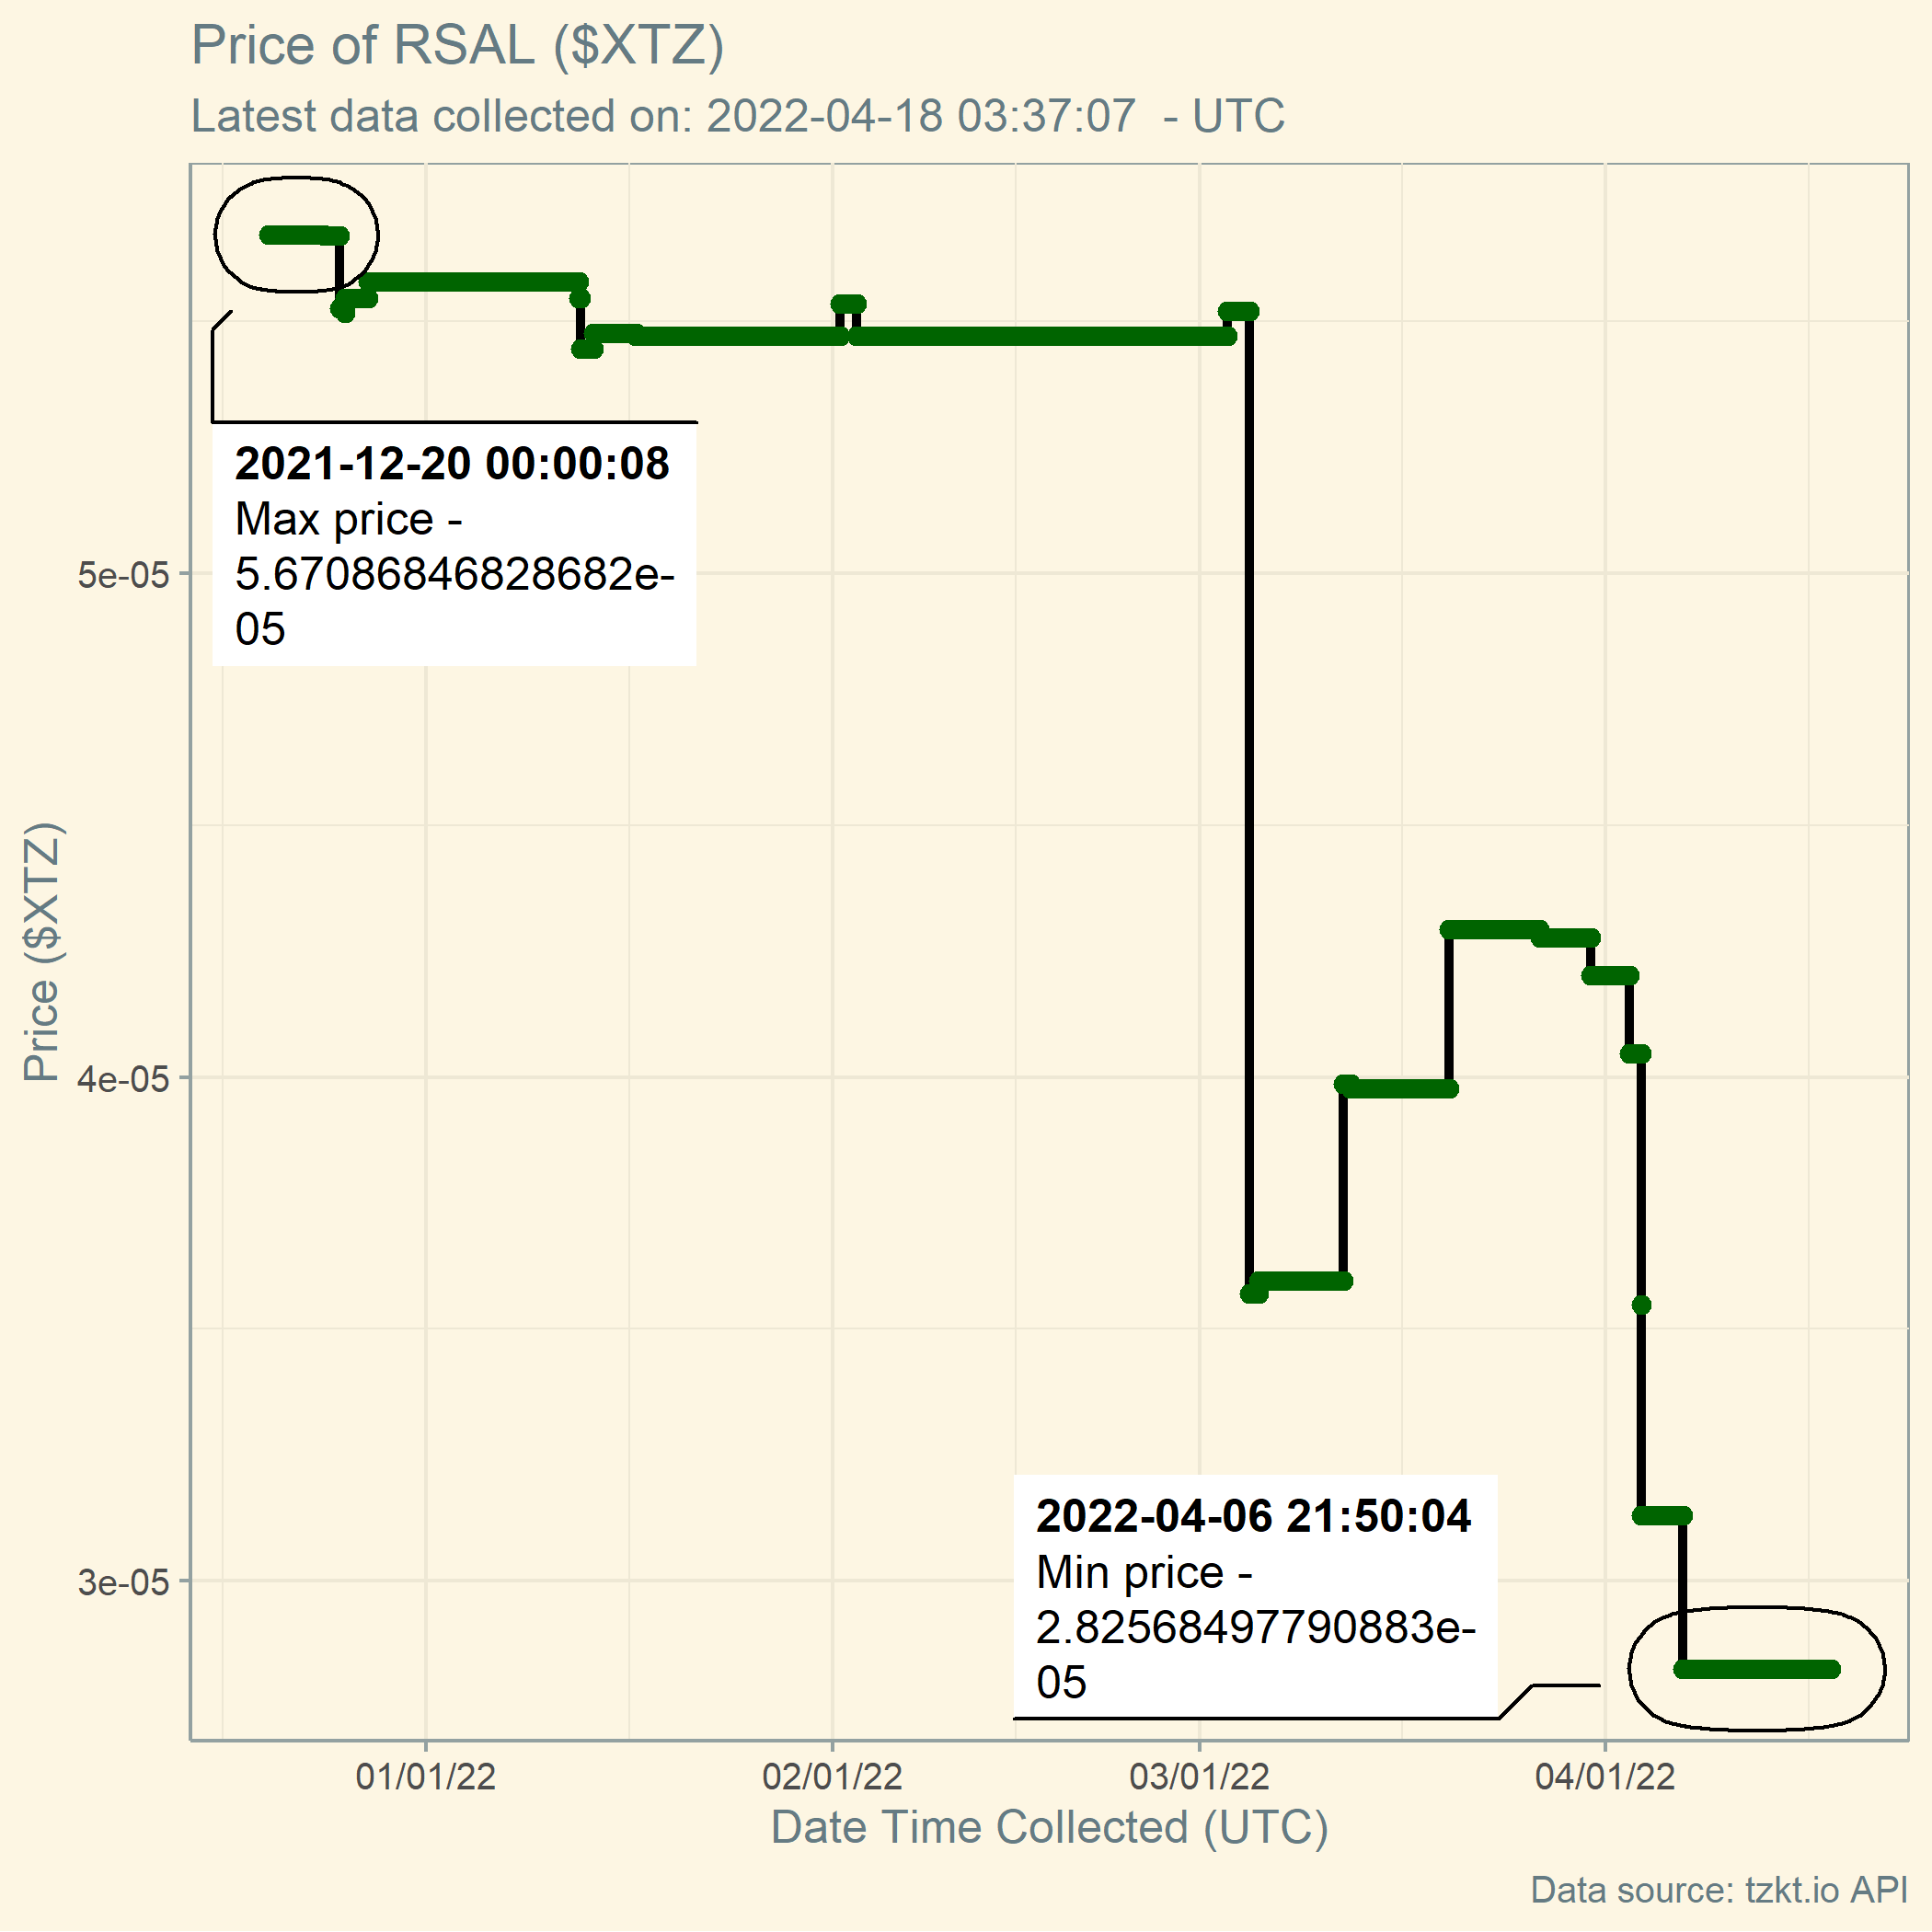 Price of RSAL ($XTZ)
Latest data collected on: 2022-04-18 03:37:07  - UTC
2021-12-20 00:00:08
Max price -
5.67086846828682e-
05
5e-05
Price ($XTZ)
4e-05
2022-04-06 21:50:04
Min price -
2.82568497790883e-
05
3e-05
01/01/22
02/01/22
03/01/22
04/01/22
Date Time Collected (UTC)
Data source: tzkt.io API